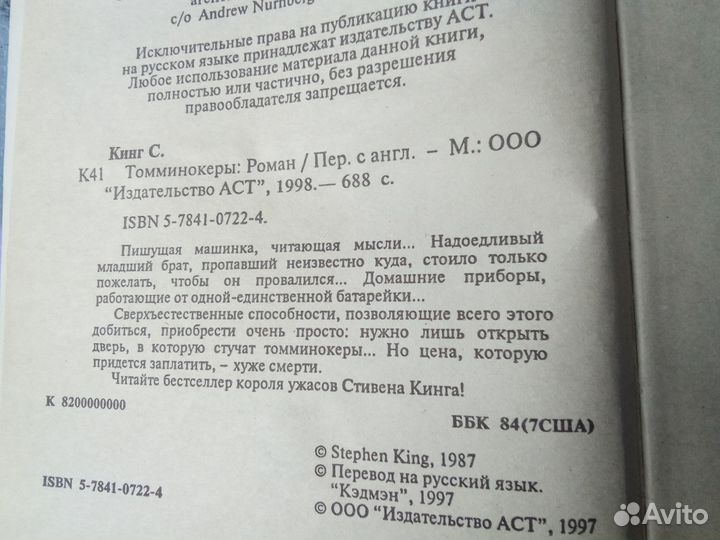 с/о Andrew Nurnberg
Исключительные права на публикацию книги
на русском языке принадлежат издательству АСТ.
Любое использование материала данной книги,
полностью или частично, без разрешения
правообладателя запрещается.
Кинг С.
К41 Томминокеры: Роман / Пер. с англ. – М.: ООО
"Издательство АСТ", 1998.— 688 с.
ISBN 5-7841-0722-4.
Пишущая машинка, читающая мысли... Надоедливый
младший брат, пропавший неизвестно куда, стоило только
пожелать, чтобы он провалился... Домашние приборы,
работающие от одной-единственной батарейки...
Сверхъестественные способности, позволяющие всего этого
добиться, приобрести очень просто: нужно лишь открыть
дверь, в которую стучат томминокеры... Но цена, которую
придется заплатить, – хуже смерти.
Читайте бестселлер короля ужасов Стивена Кинга!
К 8200000000
ББК 84(7США)
© Stephen King, 1987
© Перевод на русский язык.
"Кэдмэн", 1997
ISBN 5-7841-0722-4
© ООО "Издательство АСТ", 1997
Avito